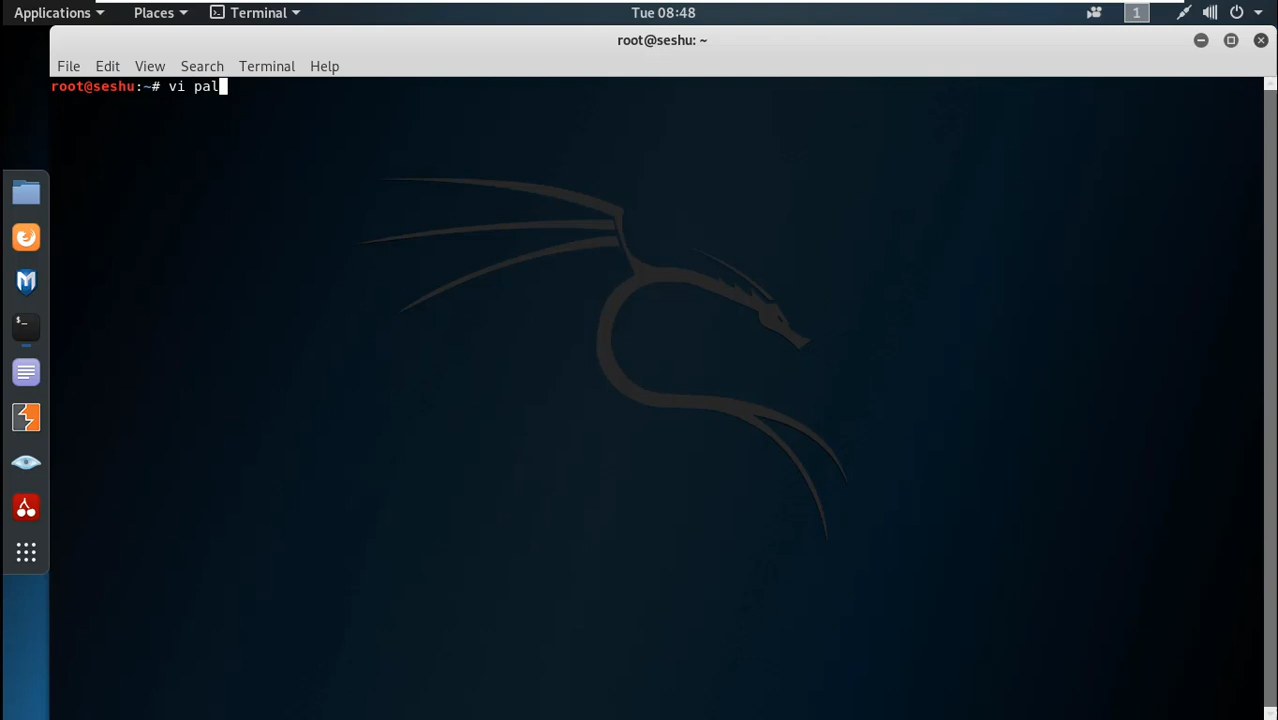 Applications Places Terminal Tue 08:48 1
root@seshu: ~
File Edit View Search Terminal Help
root@seshu:~# vi pal
$_